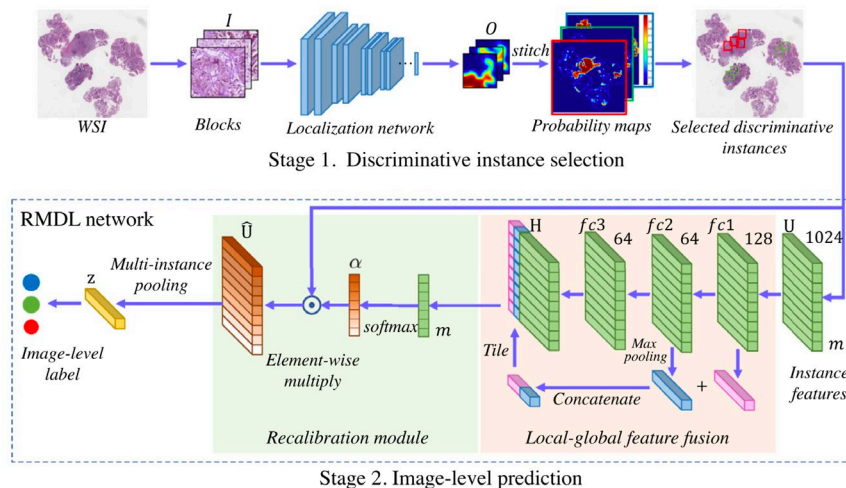 I
O
stitch
WSI
Blocks
Localization network
Probability maps
Selected discriminative
instances
Stage 1. Discriminative instance selection
RMDL network
Û
H
fc3
64
fc2
64
fc1
128
U
1024
z
Multi-instance
pooling
α
softmax
m
m
Image-level
label
Element-wise
multiply
Tile
Max
pooling
+
Concatenate
Instance
features
Recalibration module
Local-global feature fusion
Stage 2. Image-level prediction